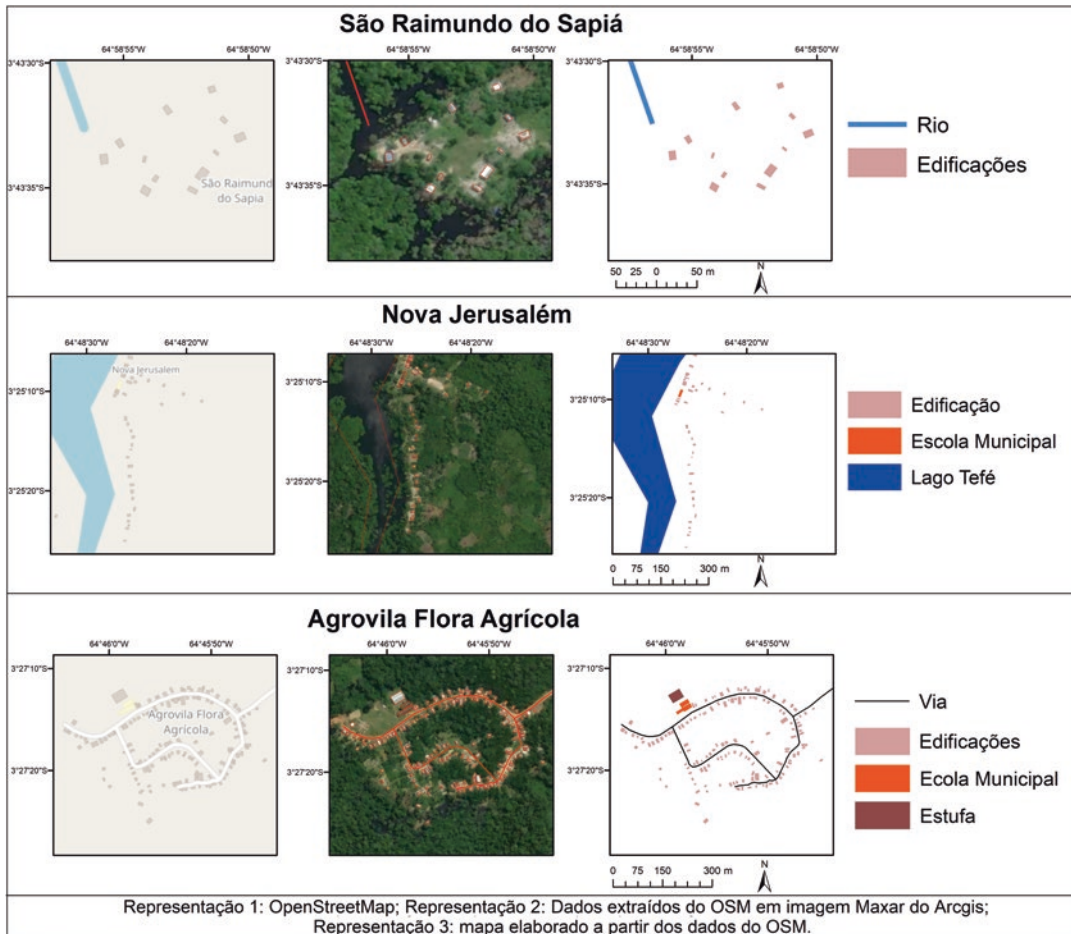 São Raimundo do Sapiá
64°58'55"W 64°58'50"W 64°58'55"W 64°58'50"W 64°58'55"W 64°58'50"W
3°43'30"S 3°43'30"S 3°43'30"S
3°43'35"S 3°43'35"S 3°43'35"S
São Raimund
do Sapia
Rio
Edificações
50 25 0 50 m
N
Nova Jerusalém
64°48'30"W 64°48'20"W 64°48'30"W 64°48'20"W 64°48'30"W 64°48'20"W
Nova Jerusalem
3°25'10"S 3°25'10"S 3°25'10"S
3°25'20"S 3°25'20"S 3°25'20"S
Edificação
Escola Municipal
Lago Tefé
0 75 150 300 m
N
Agrovila Flora Agrícola
64°46'0"W 64°45'50"W 64°46'0"W 64°45'50"W 64°46'0"W 64°45'50"W
3°27'10"S 3°27'10"S 3°27'10"S
Agrovila Flora
Agrícola
3°27'20"S 3°27'20"S 3°27'20"S
Via
Edificações
Ecola Municipal
Estufa
0 75 150 300 m
N
Representação 1: OpenStreetMap; Representação 2: Dados extraídos do OSM em imagem Maxar do Arcgis;
Representação 3: mapa elaborado a partir dos dados do OSM.